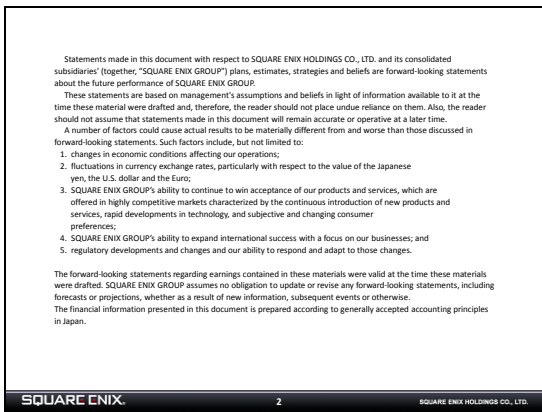 Statements made in this document with respect to SQUARE ENIX HOLDINGS CO., LTD. and its consolidated
subsidiaries' (together, "SQUARE ENIX GROUP") plans, estimates, strategies and beliefs are forward-looking statements
about the future performance of SQUARE ENIX GROUP.
These statements are based on management's assumptions and beliefs in light of information available to it at the
time these material were drafted and, therefore, the reader should not place undue reliance on them. Also, the reader
should not assume that statements made in this document will remain accurate or operative at a later time.
A number of factors could cause actual results to be materially different from and worse than those discussed in
forward-looking statements. Such factors include, but not limited to:
1. changes in economic conditions affecting our operations;
2. fluctuations in currency exchange rates, particularly with respect to the value of the Japanese
yen, the U.S. dollar and the Euro;
3. SQUARE ENIX GROUP's ability to continue to win acceptance of our products and services, which are
offered in highly competitive markets characterized by the continuous introduction of new products and
services, rapid developments in technology, and subjective and changing consumer
preferences;
4. SQUARE ENIX GROUP's ability to expand international success with a focus on our businesses; and
5. regulatory developments and changes and our ability to respond and adapt to those changes.
The forward-looking statements regarding earnings contained in these materials were valid at the time these materials
were drafted. SQUARE ENIX GROUP assumes no obligation to update or revise any forward-looking statements, including
forecasts or projections, whether as a result of new information, subsequent events or otherwise.
The financial information presented in this document is prepared according to generally accepted accounting principles
in Japan.
SQUARE ENIX.
2
SQUARE ENIX HOLDINGS CO., LTD.